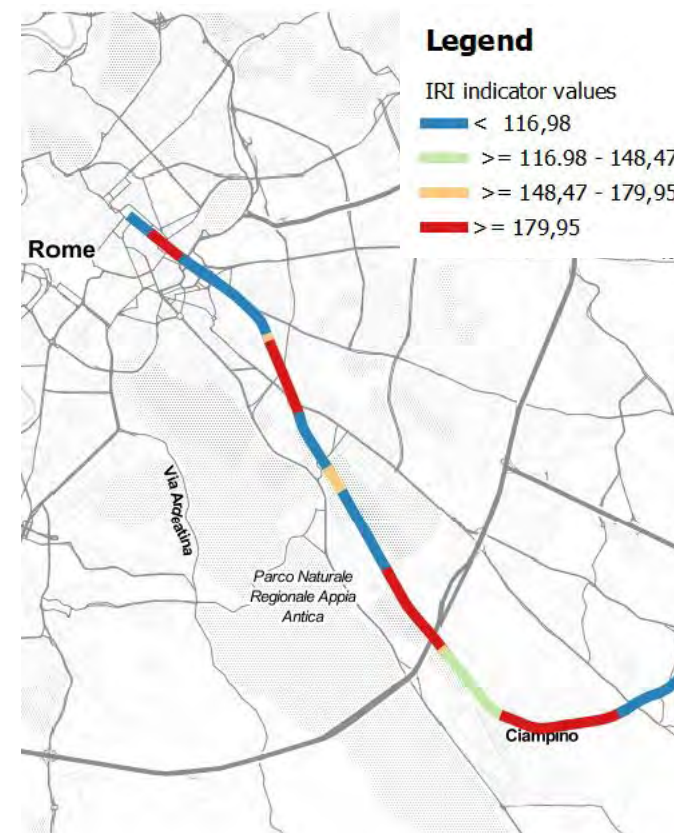 Legend
IRI indicator values
< 116,98
>= 116.98 - 148,47
>= 148,47 - 179,95
>= 179,95
Rome
Via Ardeatina
Parco Naturale
Regionale Appia
Antica
Ciampino